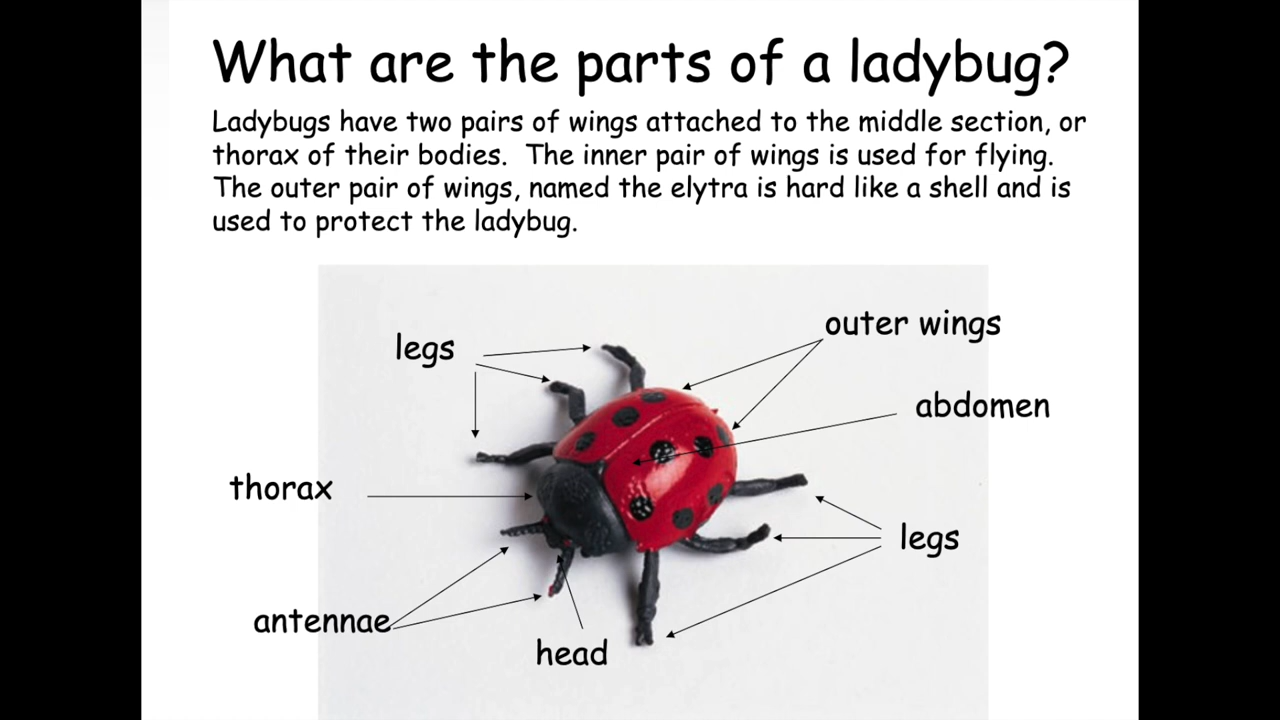 What are the parts of a ladybug?
Ladybugs have two pairs of wings attached to the middle section, or
thorax of their bodies.  The inner pair of wings is used for flying.
The outer pair of wings, named the elytra is hard like a shell and is
used to protect the ladybug.
outer wings
legs
abdomen
thorax
legs
antennae
head